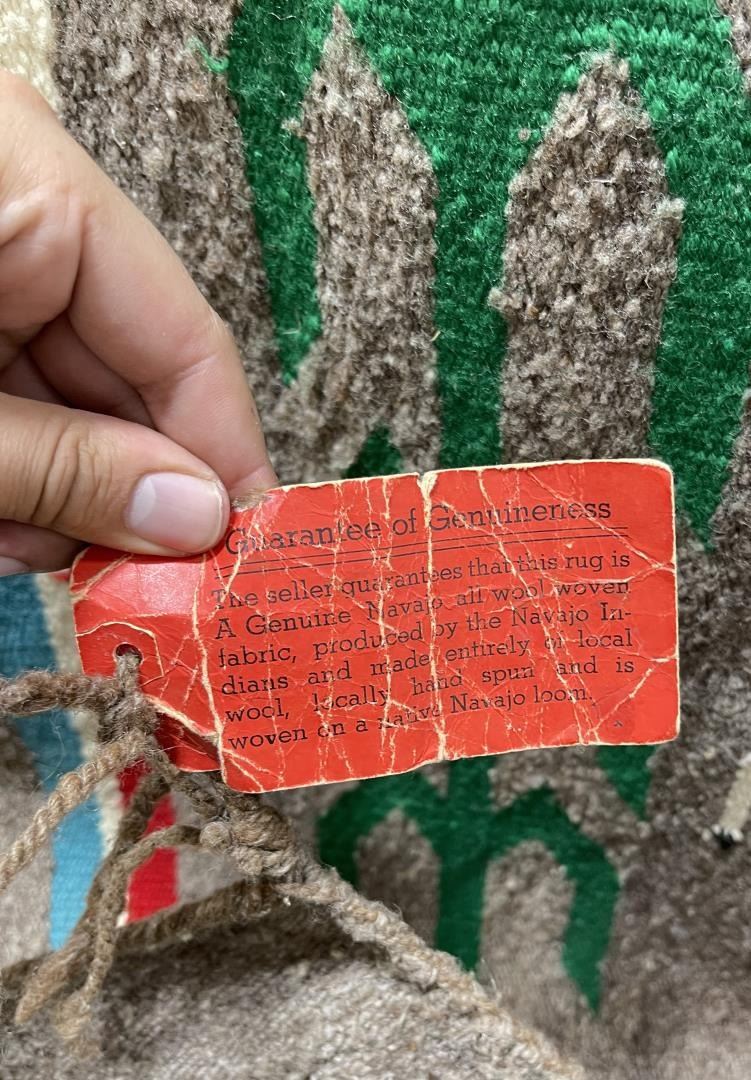 Guarantee of Genuineness
The seller guarantees that this rug is
A Genuine Navajo all wool woven
fabric, produced by the Navajo In-
dians and made entirely of local
wool, locally hand spun and is
woven on a native Navajo loom.